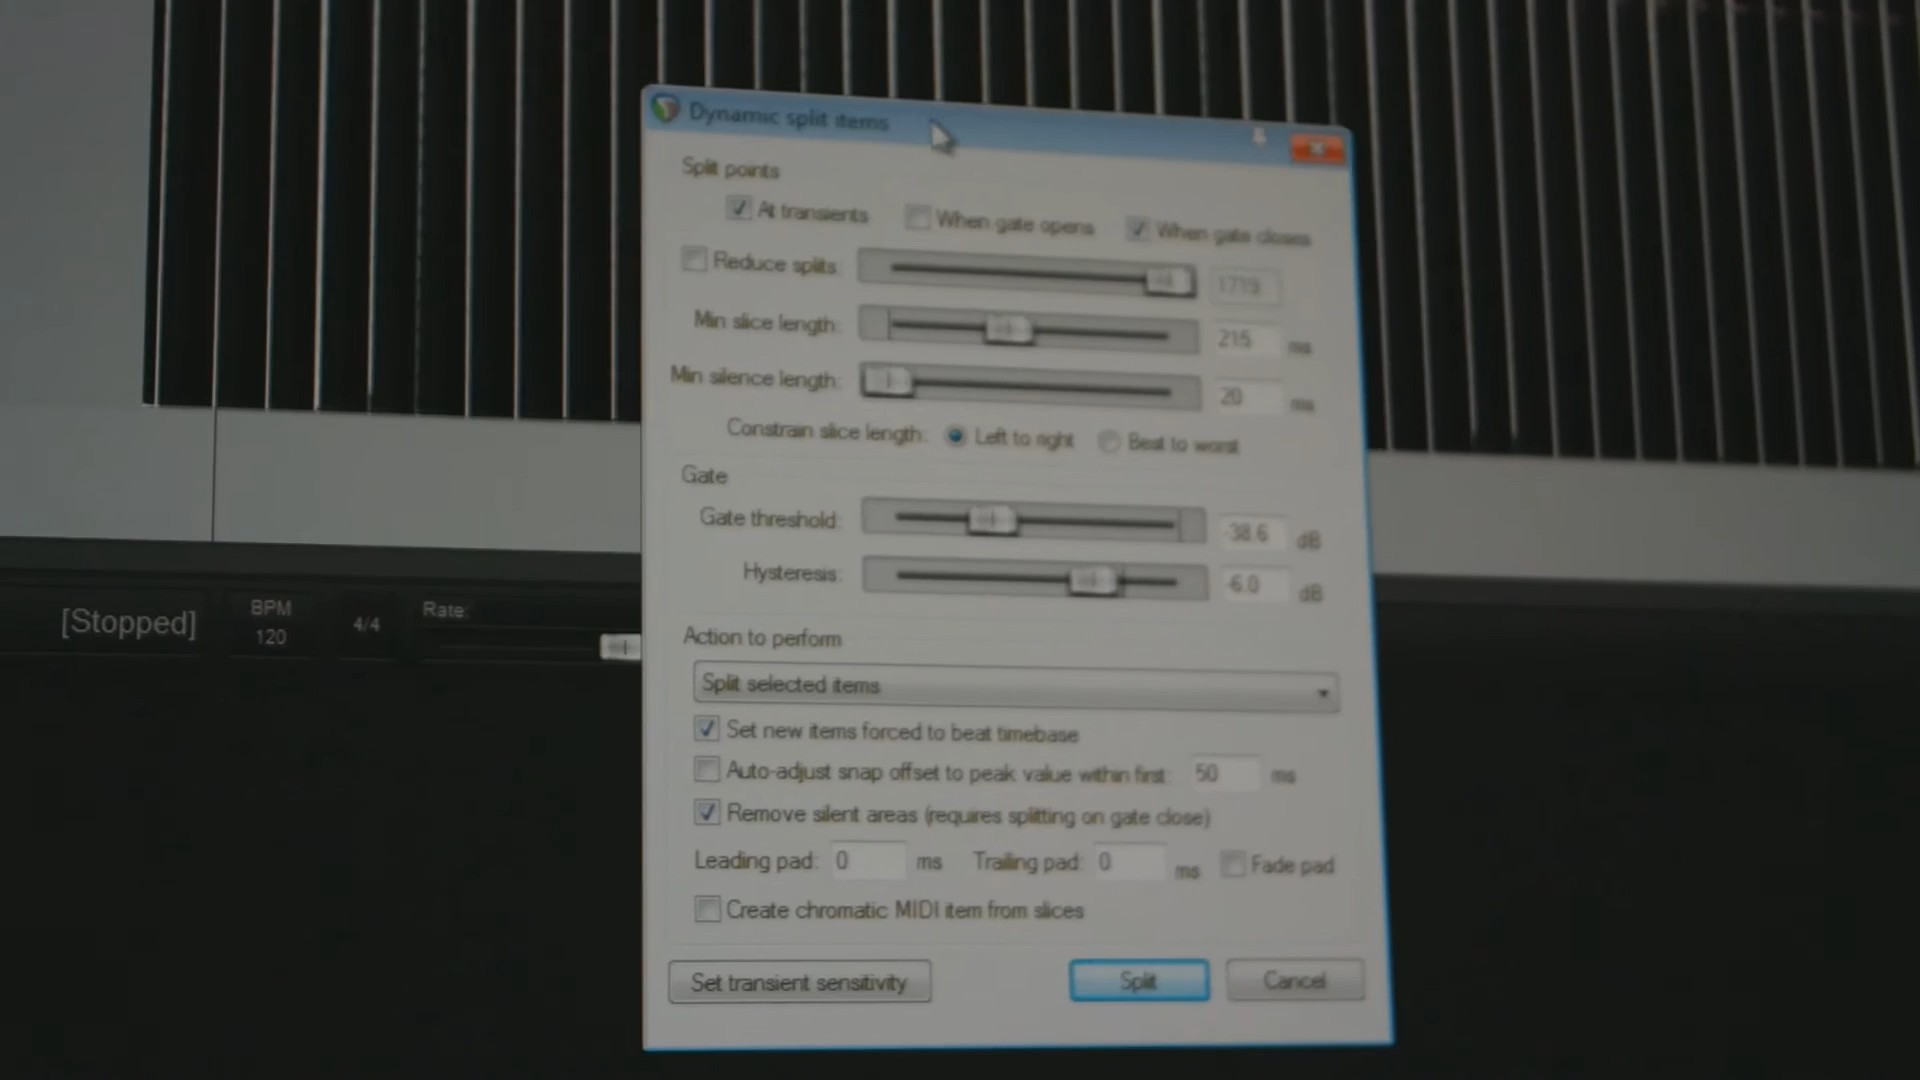 Dynamic split items
Split points
At transients When gate opens When gate closes
Reduce splits: 1719
Min slice length: 215 ms
Min silence length: 20 ms
Constrain slice length: Left to right Best to worst
Gate
Gate threshold: -38.6 dB
Hysteresis: -6.0 dB
[Stopped] BPM 4/4 Rate:
120
Action to perform
Split selected items
Set new items forced to beat timebase
Auto-adjust snap offset to peak value within first: 50 ms
Remove silent areas (requires splitting on gate close)
Leading pad: 0 ms Trailing pad: 0 ms Fade pad
Create chromatic MIDI item from slices
Set transient sensitivity Split Cancel